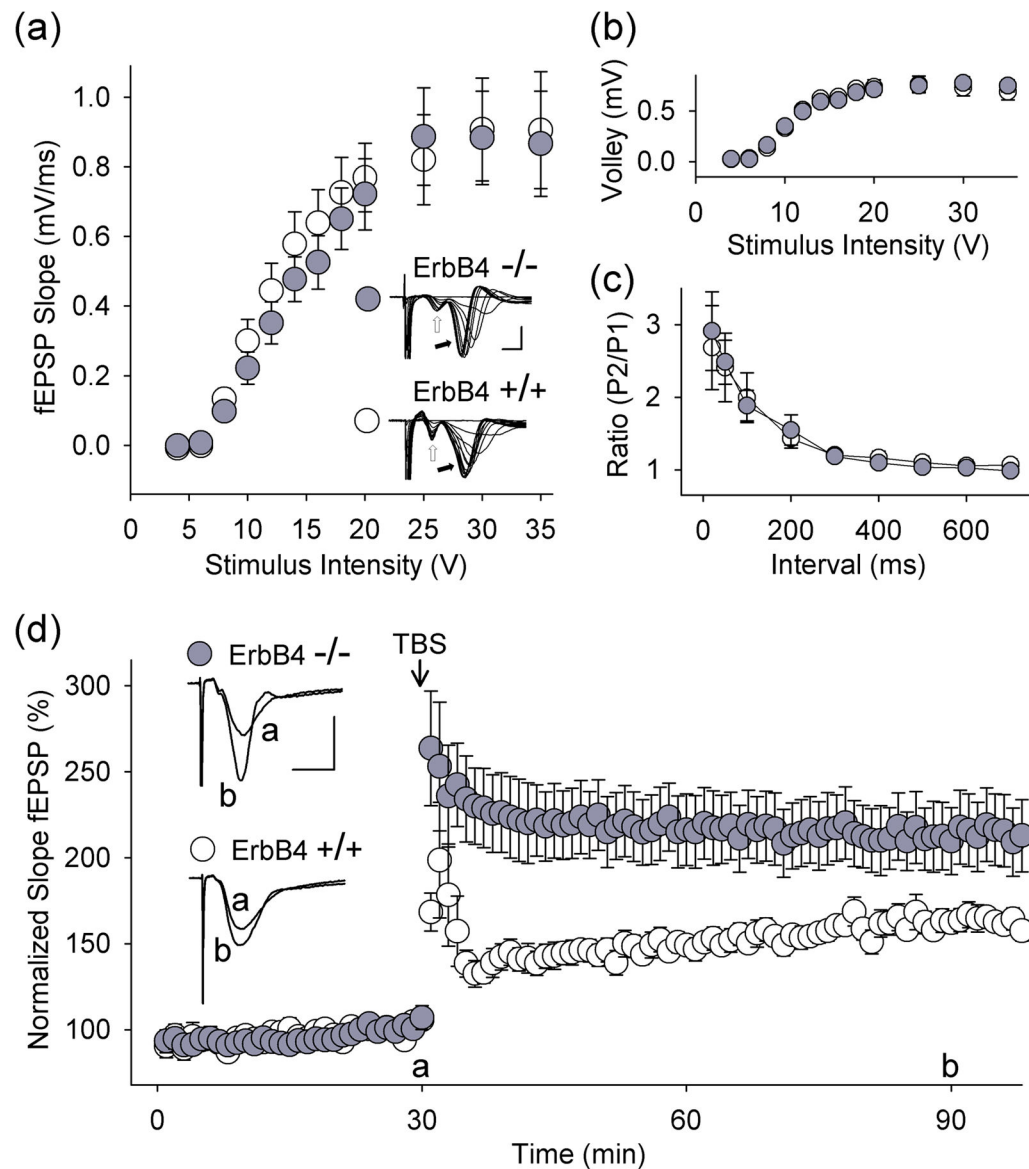 (a)
fEPSP Slope (mV/ms)
1.0
0.8
0.6
0.4
0.2
0.0
ErbB4 -/-
ErbB4 +/+
0 5 10 15 20 25 30 35
Stimulus Intensity (V)
(b)
Volley (mV)
0.5
0.0
0 10 20 30
Stimulus Intensity (V)
(c)
Ratio (P2/P1)
3
2
1
0 200 400 600
Interval (ms)
(d)
Normalized Slope fEPSP (%)
300
250
200
150
100
TBS
ErbB4 -/-
a
b
ErbB4 +/+
a
b
a
b
0 30 60 90
Time (min)